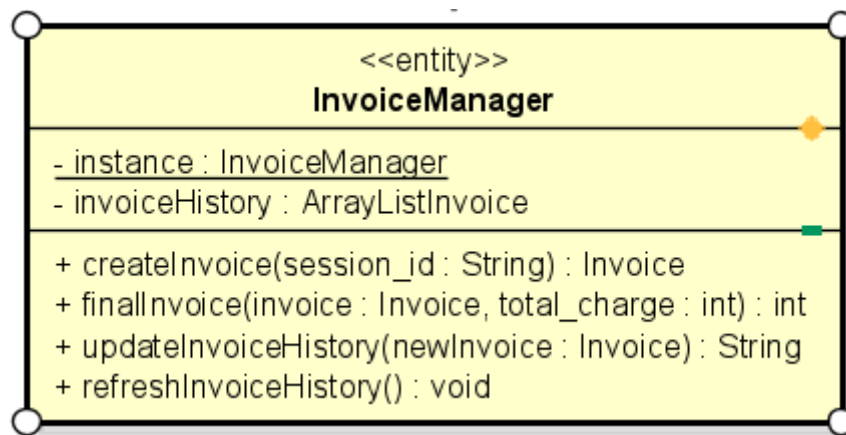 <<entity>>
InvoiceManager
- instance : InvoiceManager
- invoiceHistory : ArrayListInvoice
+ createInvoice(session_id : String) : Invoice
+ finalInvoice(invoice : Invoice, total_charge : int) : int
+ updateInvoiceHistory(newInvoice : Invoice) : String
+ refreshInvoiceHistory() : void